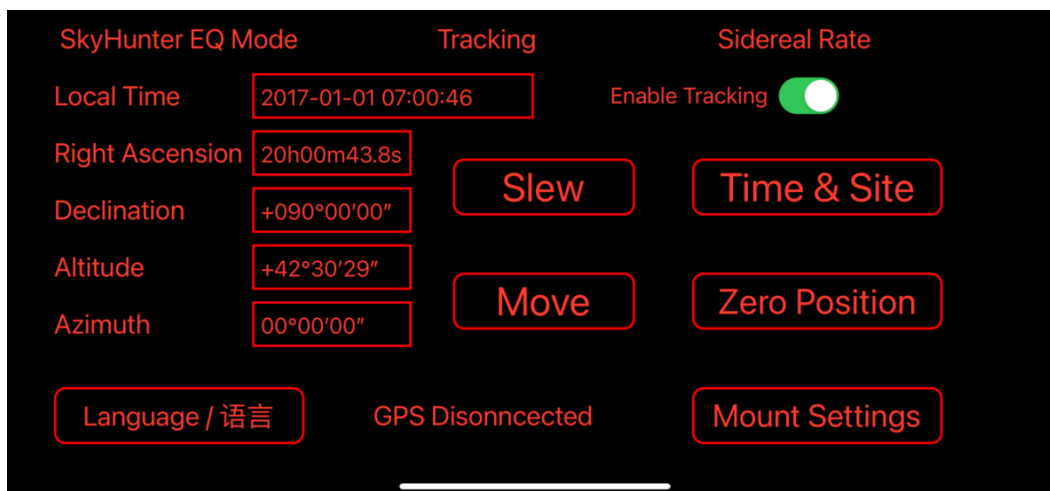 SkyHunter EQ Mode Tracking Sidereal Rate
Local Time 2017-01-01 07:00:46 Enable Tracking
Right Ascension 20h00m43.8s
Slew Time & Site
Declination +090°00′00″
Altitude +42°30′29″
Move Zero Position
Azimuth 00°00′00″
Language / 语言 GPS Disonncected Mount Settings